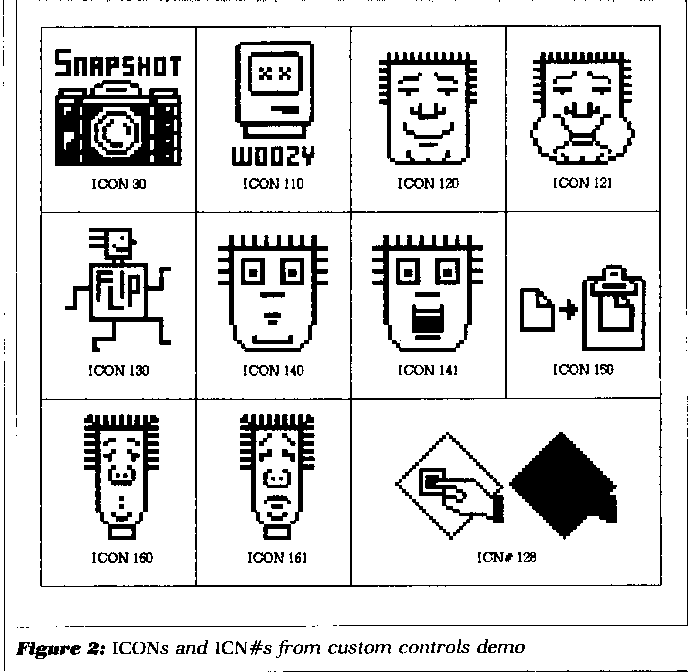 SNAPSHOT
WOOZY
ICON 30
ICON 110
ICON 120
ICON 121
FLIP
ICON 130
ICON 140
ICON 141
ICON 150
ICON 160
ICON 161
ICN# 128
Figure 2: ICONs and ICN#s from custom controls demo